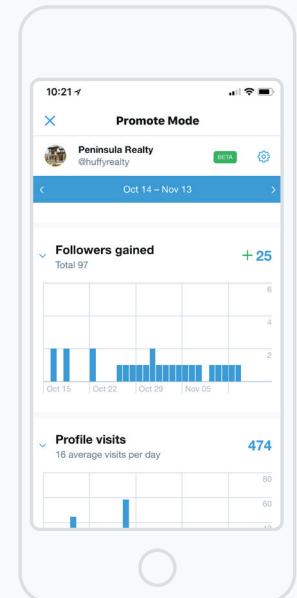 10:21
Promote Mode
Peninsula Realty
@huffyrealty
BETA
Oct 14 – Nov 13
Followers gained
Total 97
+ 25
6
4
2
Oct 15 Oct 22 Oct 29 Nov 05
Profile visits
16 average visits per day
474
80
60